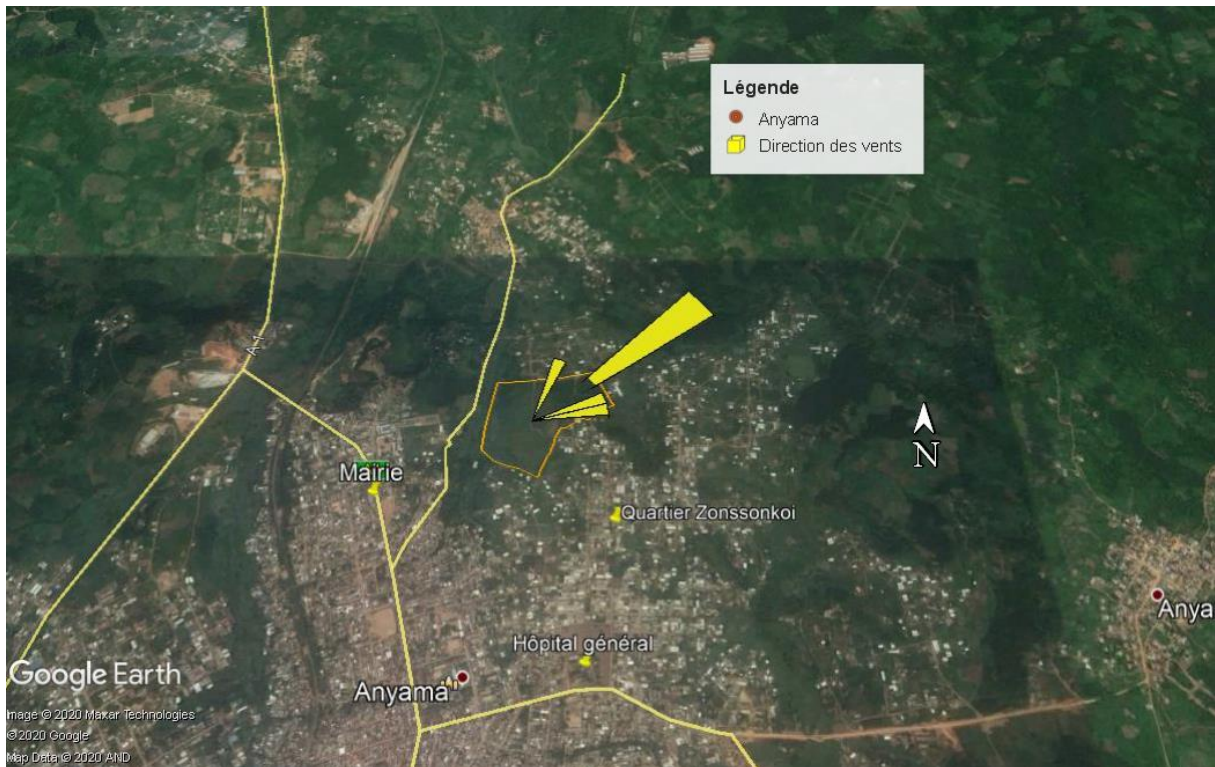 Légende
Anyama
Direction des vents
A 1
N
Mairie
Quartier Zonssonkoi
Anya
Hôpital général
Anyama
Google Earth
Image © 2020 Maxar Technologies
© 2020 Google
Map Data © 2020 AND